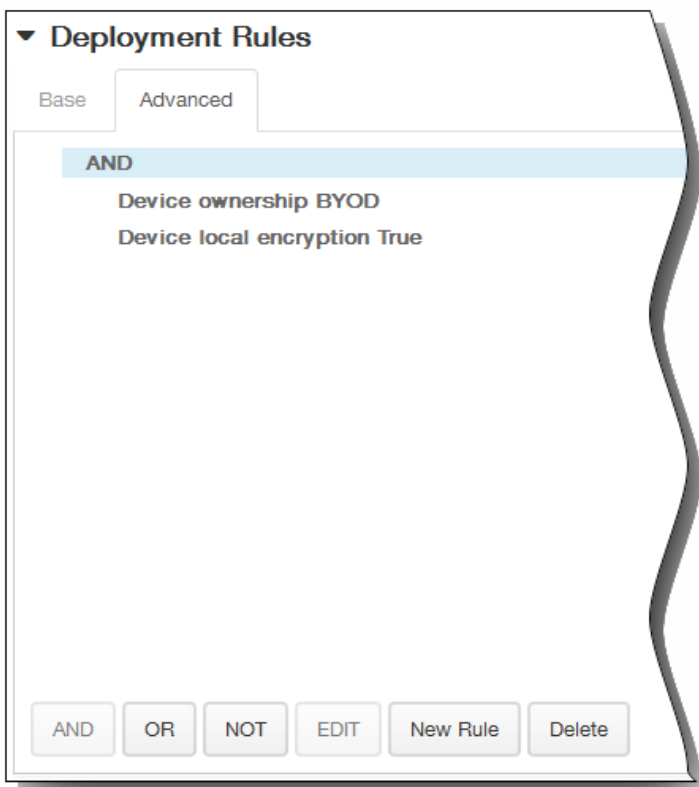 Deployment Rules
Base Advanced
AND
Device ownership BYOD
Device local encryption True
AND OR NOT EDIT New Rule Delete